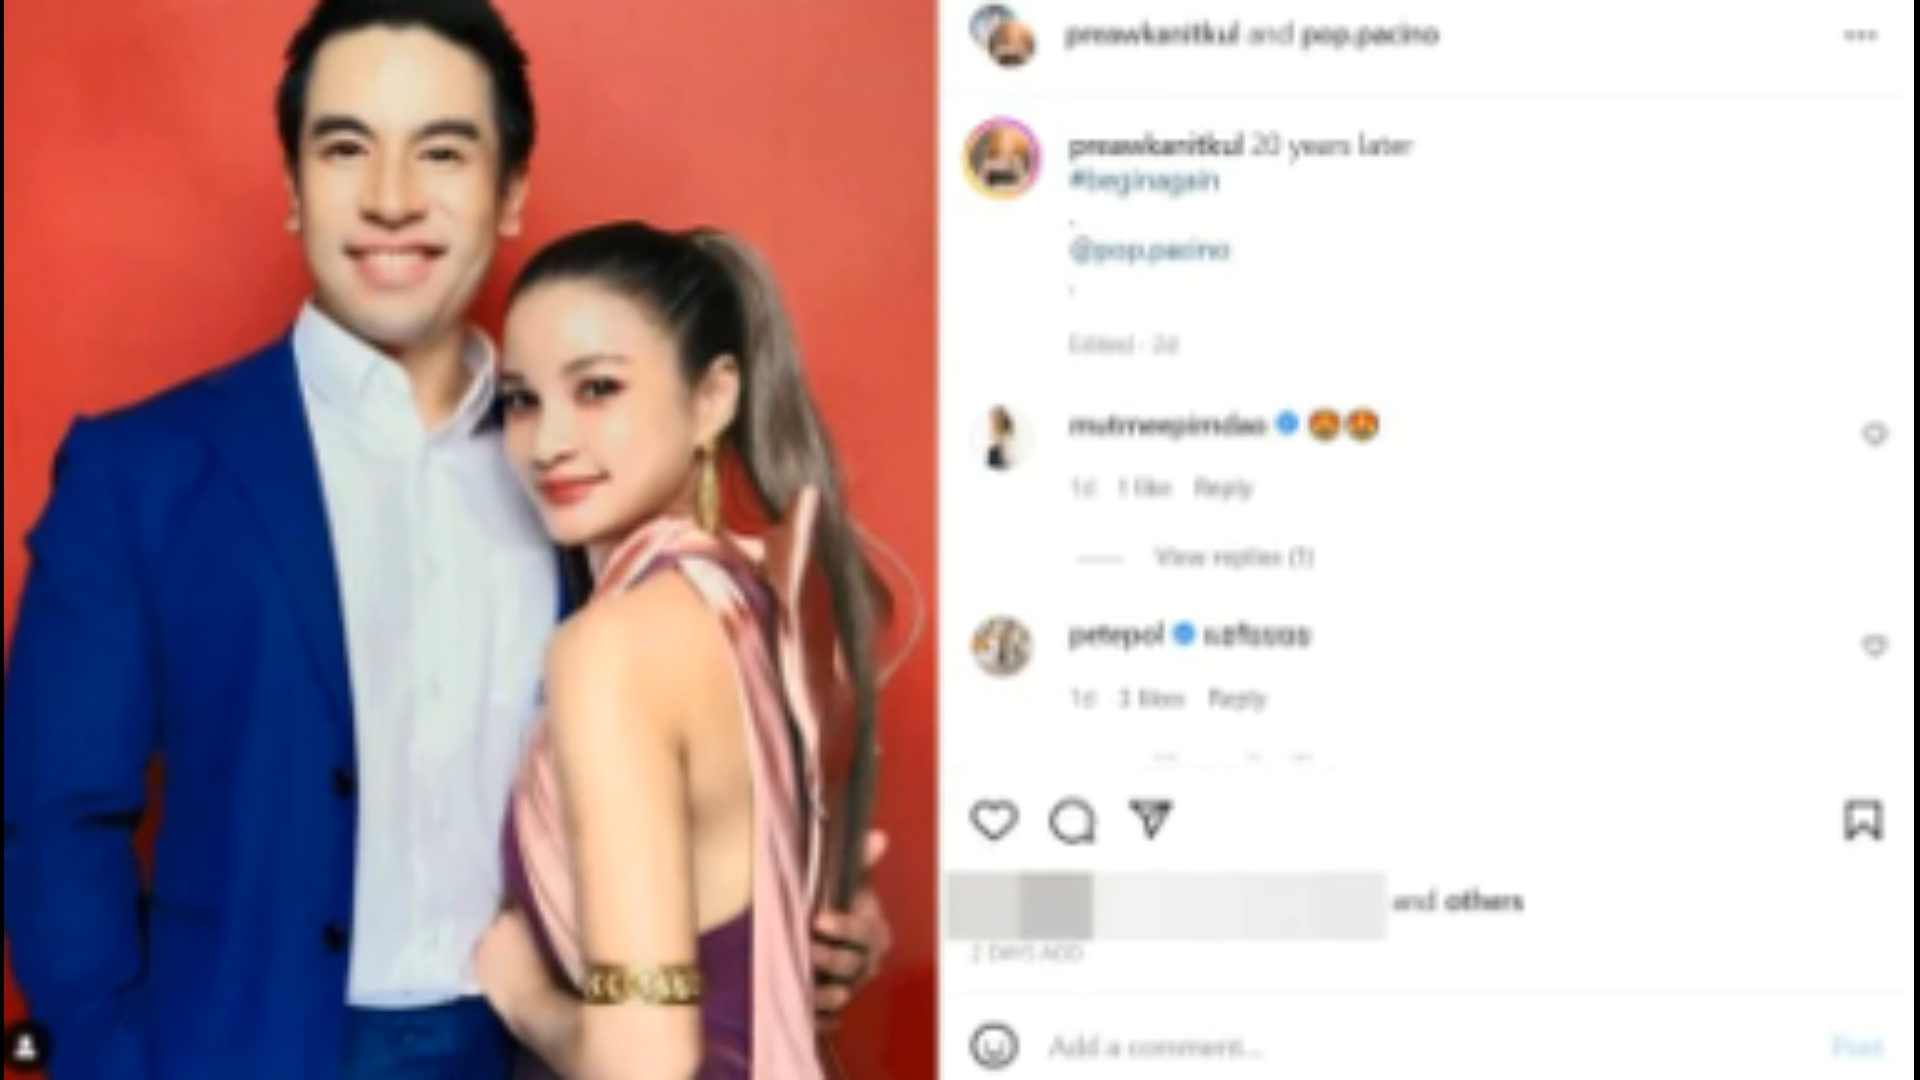 preawkanitkul and pop.pacino
preawkanitkul 20 years later
#beginagain
.
@pop.pacino
.
Edited · 2d
mutmeepimdao
1d 1 like Reply
View replies (1)
petepol
1d 3 likes Reply
and others
2 DAYS AGO
Add a comment...
Post